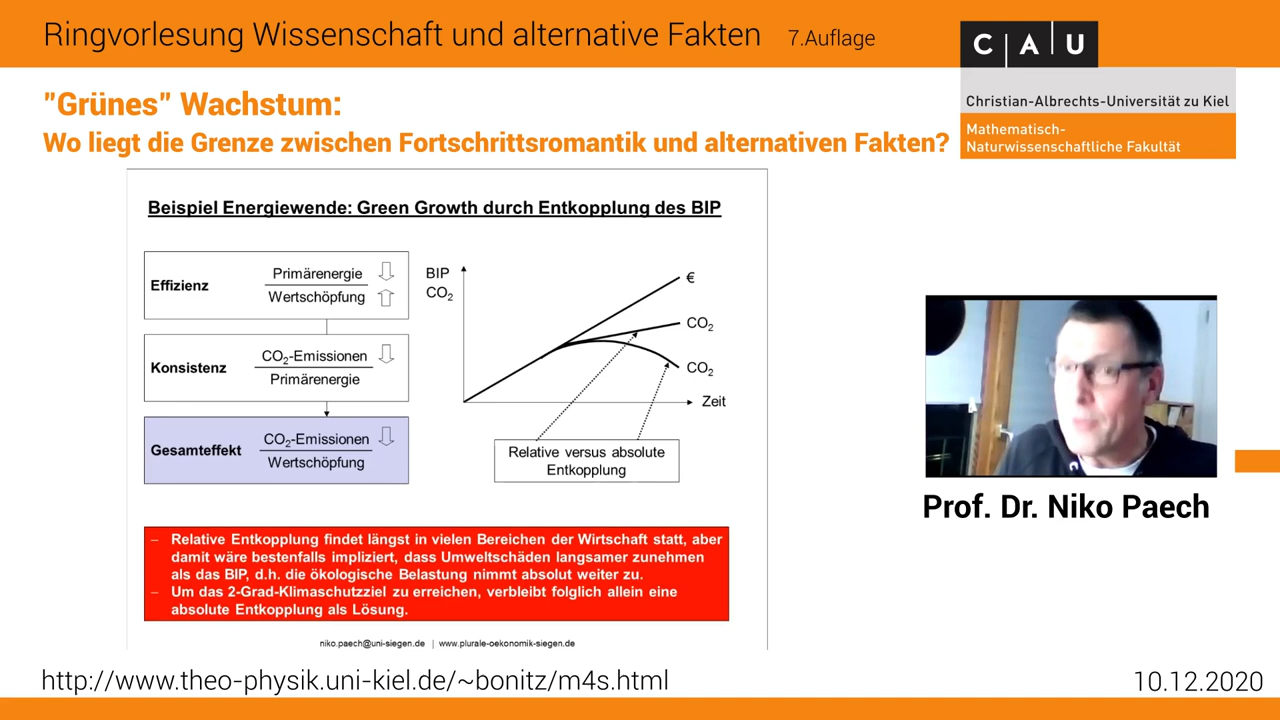 Ringvorlesung Wissenschaft und alternative Fakten 7.Auflage
C A U
Christian-Albrechts-Universität zu Kiel
Mathematisch-
Naturwissenschaftliche Fakultät
"Grünes" Wachstum:
Wo liegt die Grenze zwischen Fortschrittsromantik und alternativen Fakten?
Beispiel Energiewende: Green Growth durch Entkopplung des BIP
Effizienz
Primärenergie
Wertschöpfung
Konsistenz
CO₂-Emissionen
Primärenergie
Gesamteffekt
CO₂-Emissionen
Wertschöpfung
BIP
CO₂
€
CO₂
CO₂
Zeit
Relative versus absolute
Entkopplung
– Relative Entkopplung findet längst in vielen Bereichen der Wirtschaft statt, aber
damit wäre bestenfalls impliziert, dass Umweltschäden langsamer zunehmen
als das BIP, d.h. die ökologische Belastung nimmt absolut weiter zu.
– Um das 2-Grad-Klimaschutzziel zu erreichen, verbleibt folglich allein eine
absolute Entkopplung als Lösung.
niko.paech@uni-siegen.de | www.plurale-oekonomik-siegen.de
Prof. Dr. Niko Paech
http://www.theo-physik.uni-kiel.de/~bonitz/m4s.html
10.12.2020